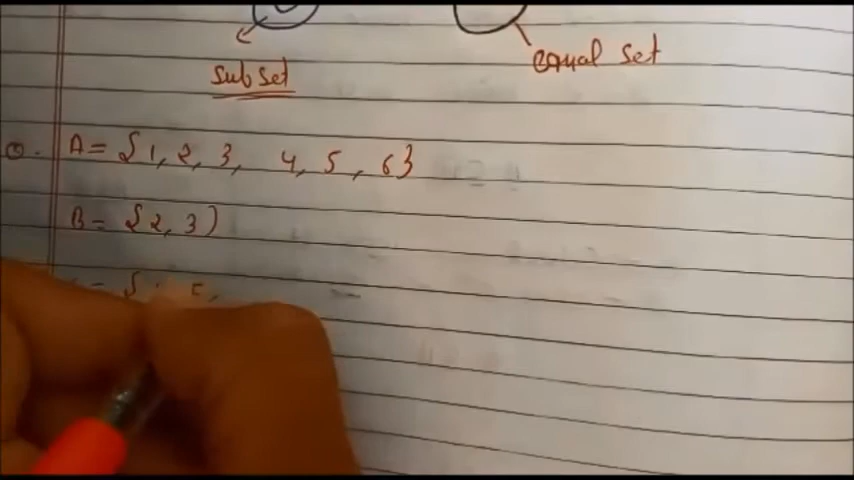 subset
equal set
Q. A = {1, 2, 3, 4, 5, 6}
B = {2, 3}
= {